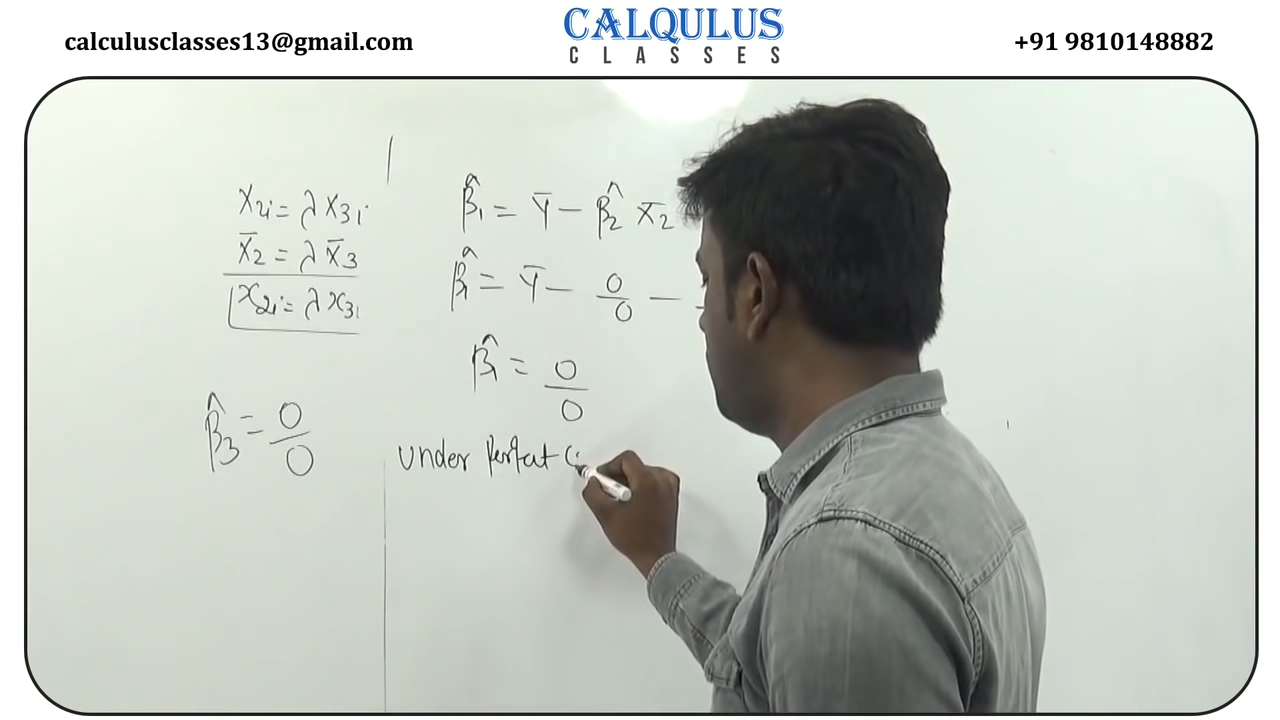 calculusclasses13@gmail.com
CALQULUS
CLASSES
+91 9810148882
X₂ᵢ = λ X₃ᵢ
X̄₂ = λ X̄₃
x₂ᵢ = λ x₃ᵢ
β̂₃ = 0/0
β̂₁ = Ȳ − β̂₂ X̄₂
β̂₁ = Ȳ − 0/0 −
β̂₁ = 0/0
under perfect